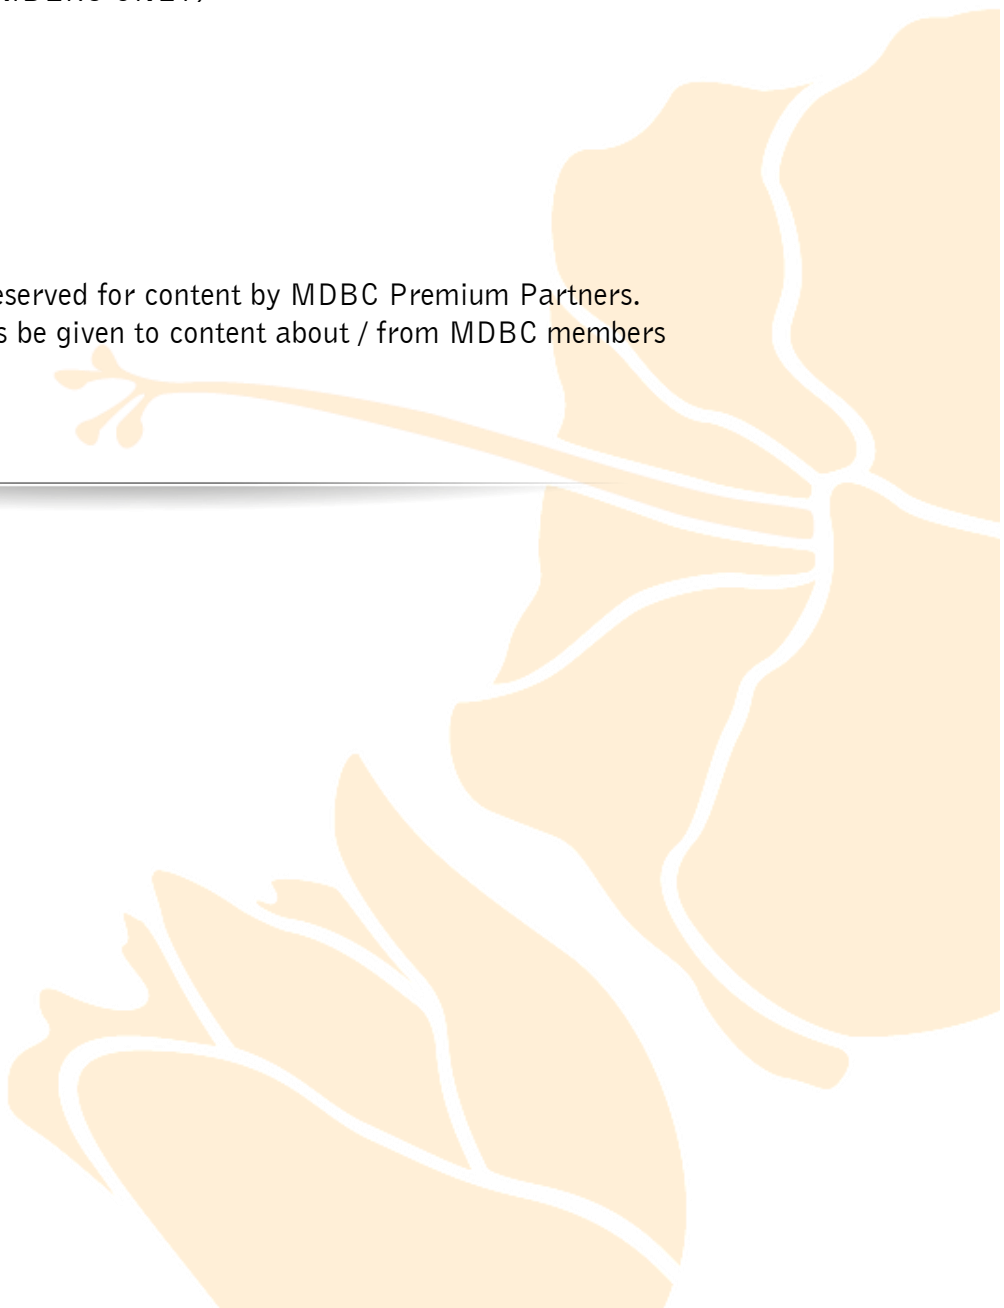 eserved for content by MDBC Premium Partners.
s be given to content about / from MDBC members